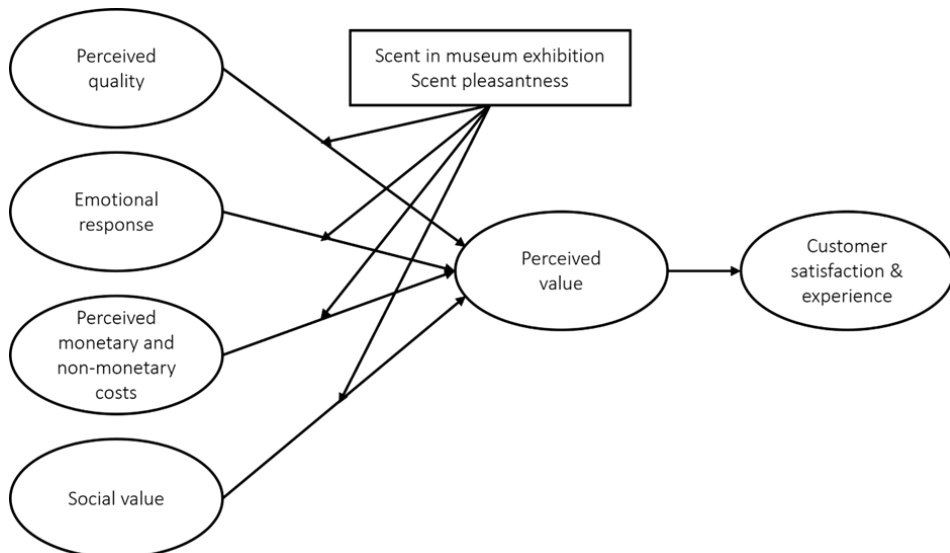 Perceived
quality
Scent in museum exhibition
Scent pleasantness
Emotional
response
Perceived
value
Customer
satisfaction &
experience
Perceived
monetary and
non-monetary
costs
Social value